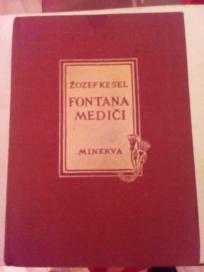 ŽOZEF KESEL
FONTANA
MEDIČI
MINERVA